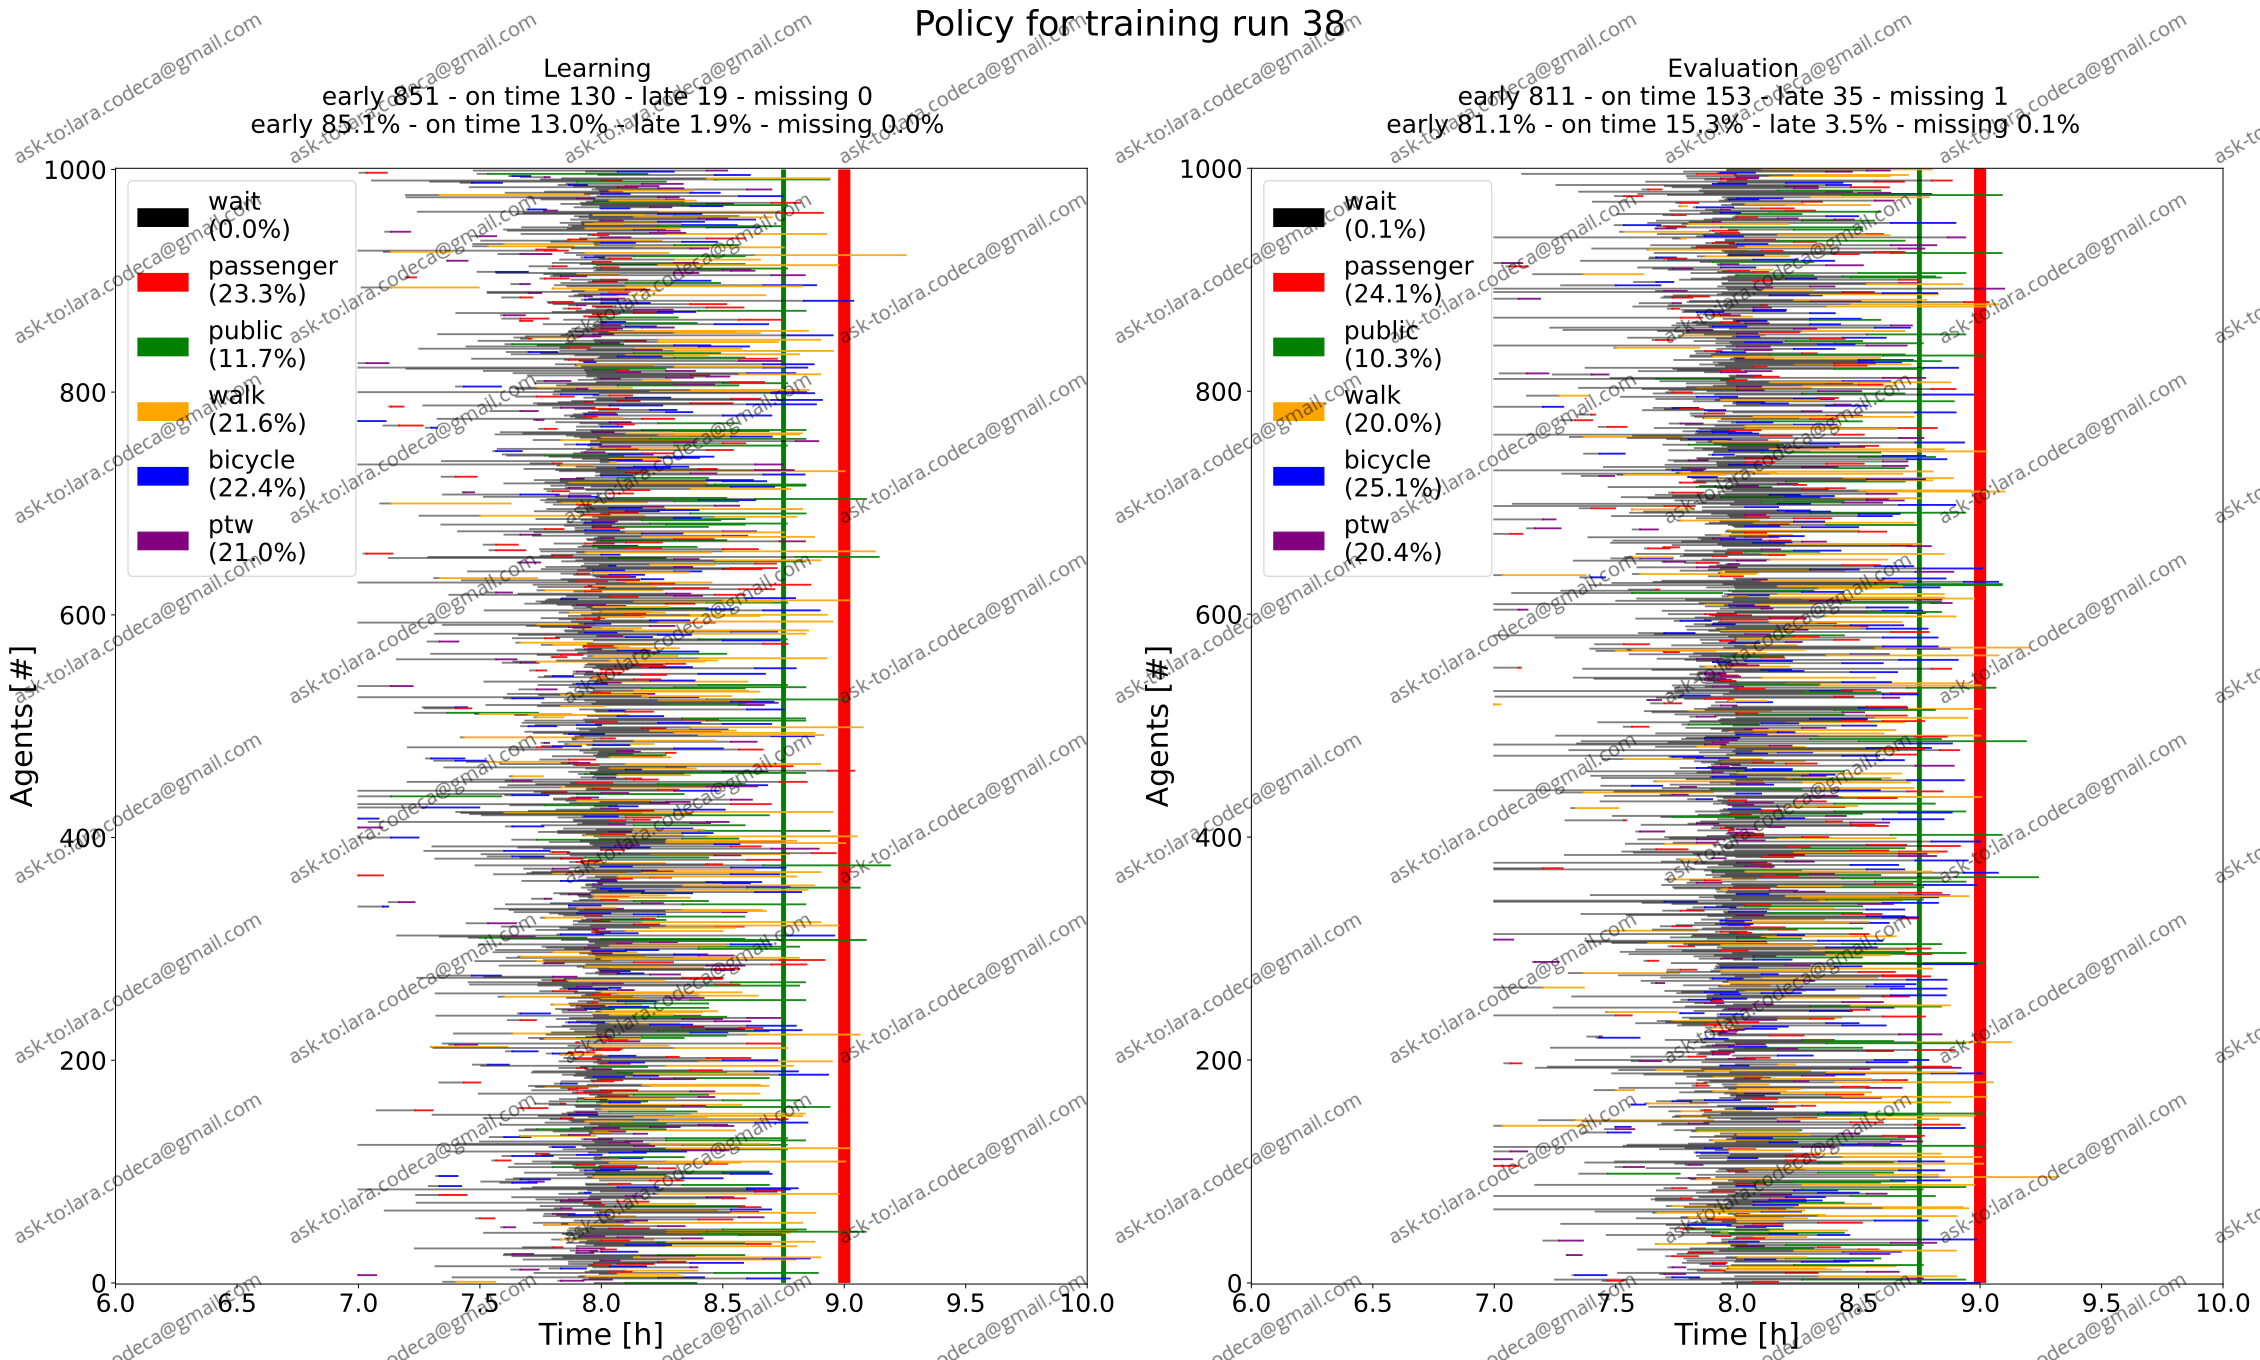 Policy for training run 38
Learning
early 851 - on time 130 - late 19 - missing 0
early 85.1% - on time 13.0% - late 1.9% - missing 0.0%
Evaluation
early 811 - on time 153 - late 35 - missing 1
early 81.1% - on time 15.3% - late 3.5% - missing 0.1%
Agents [#]
1000
800
600
400
200
0
wait
(0.0%)
passenger
(23.3%)
public
(11.7%)
walk
(21.6%)
bicycle
(22.4%)
ptw
(21.0%)
6.0 6.5 7.0 7.5 8.0 8.5 9.0 9.5 10.0
Time [h]
Agents [#]
1000
800
600
400
200
0
wait
(0.1%)
passenger
(24.1%)
public
(10.3%)
walk
(20.0%)
bicycle
(25.1%)
ptw
(20.4%)
6.0 6.5 7.0 7.5 8.0 8.5 9.0 9.5 10.0
Time [h]
ask-to:lara.codeca@gmail.com